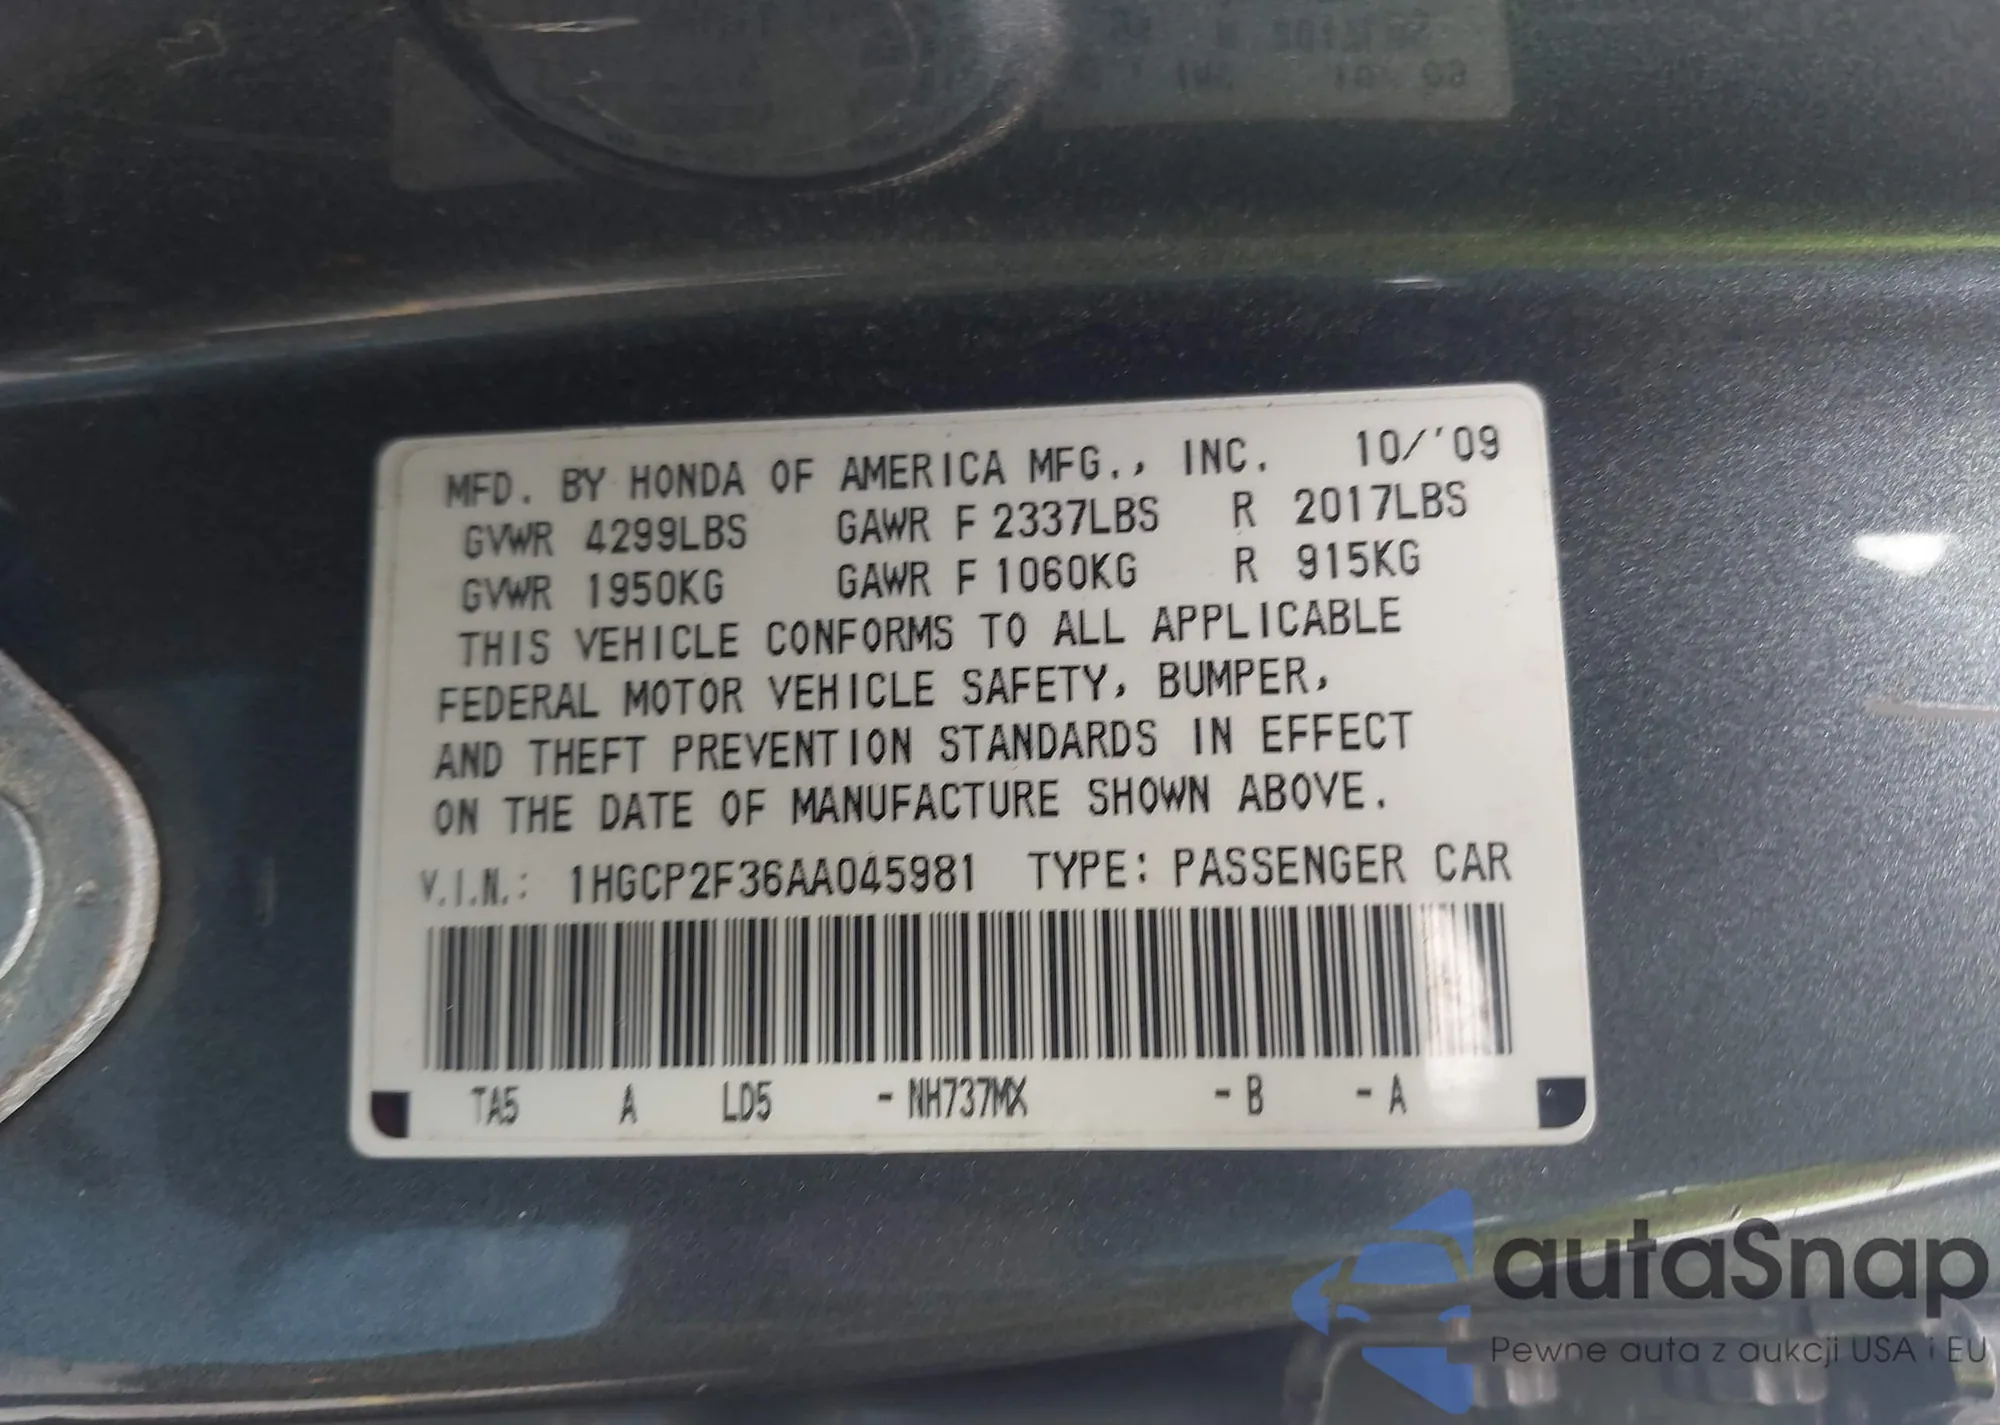 MFD. BY HONDA OF AMERICA MFG., INC. 10/'09
GVWR 4299LBS GAWR F 2337LBS R 2017LBS
GVWR 1950KG GAWR F 1060KG R 915KG
THIS VEHICLE CONFORMS TO ALL APPLICABLE
FEDERAL MOTOR VEHICLE SAFETY, BUMPER,
AND THEFT PREVENTION STANDARDS IN EFFECT
ON THE DATE OF MANUFACTURE SHOWN ABOVE.
V.I.N.: 1HGCP2F36AA045981 TYPE: PASSENGER CAR
TA5 A LD5 -NH737MX -B -A
autaSnap
Pewne auta z aukcji USA i EU